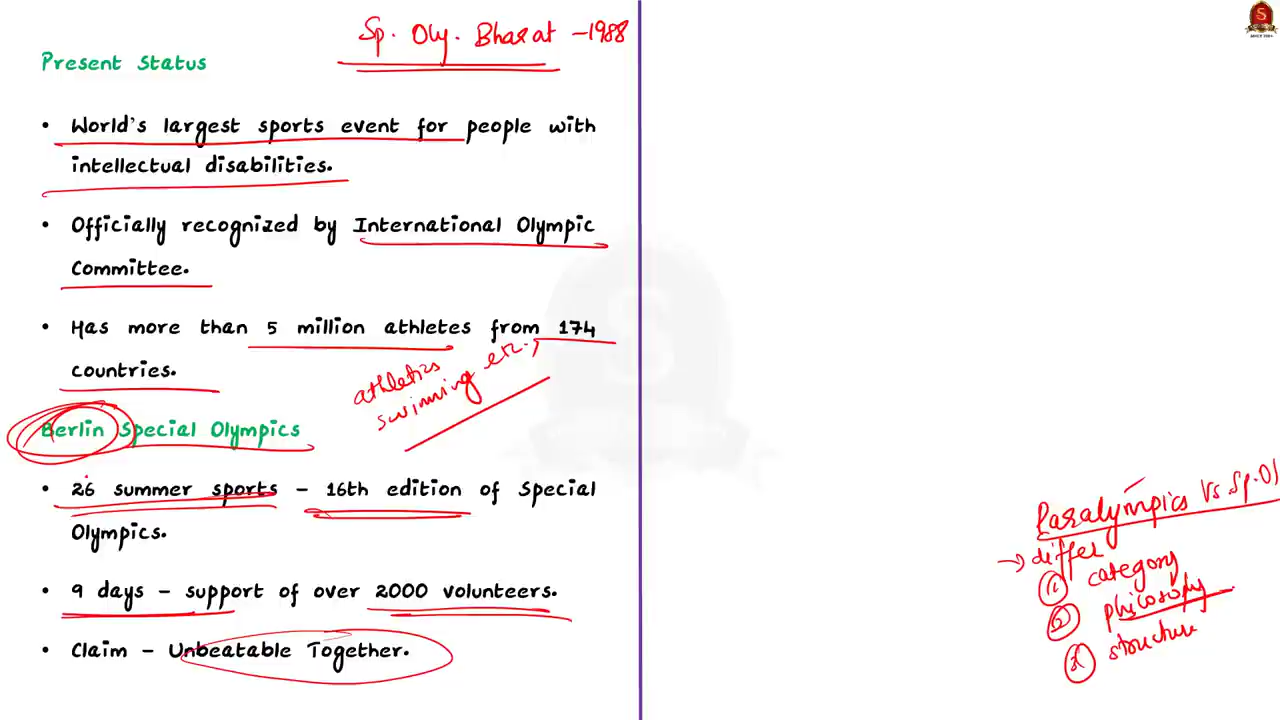 Sp. Oly. Bharat -1988
Present Status
• World's largest sports event for people with
intellectual disabilities.
• Officially recognized by International Olympic
Committee.
• Has more than 5 million athletes from 174
countries.
athletics
swimming etc.,
Berlin Special Olympics
• 26 summer sports - 16th edition of Special
Olympics.
• 9 days - support of over 2000 volunteers.
• Claim - Unbeatable Together.
S
SINCE 2004
Paralympics Vs Sp.Ol
→ differ
① category
② philosophy
③ structure